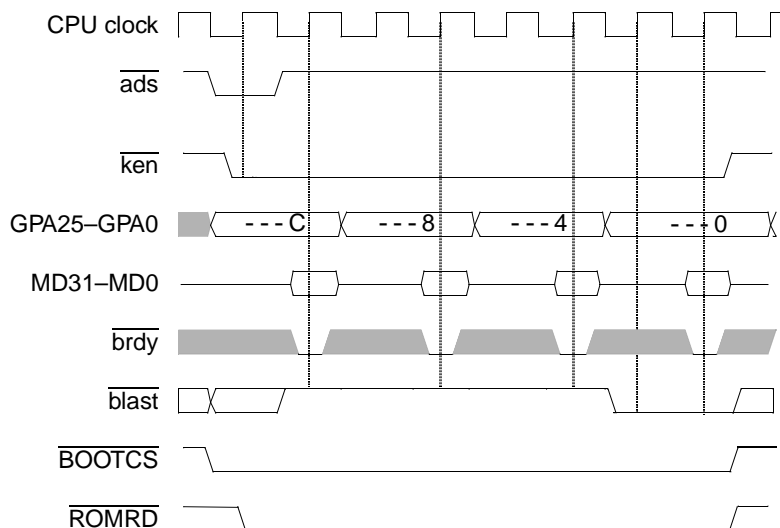 CPU clock
ads
ken
GPA25–GPA0
---C
---8
---4
---0
MD31–MD0
brdy
blast
BOOTCS
ROMRD